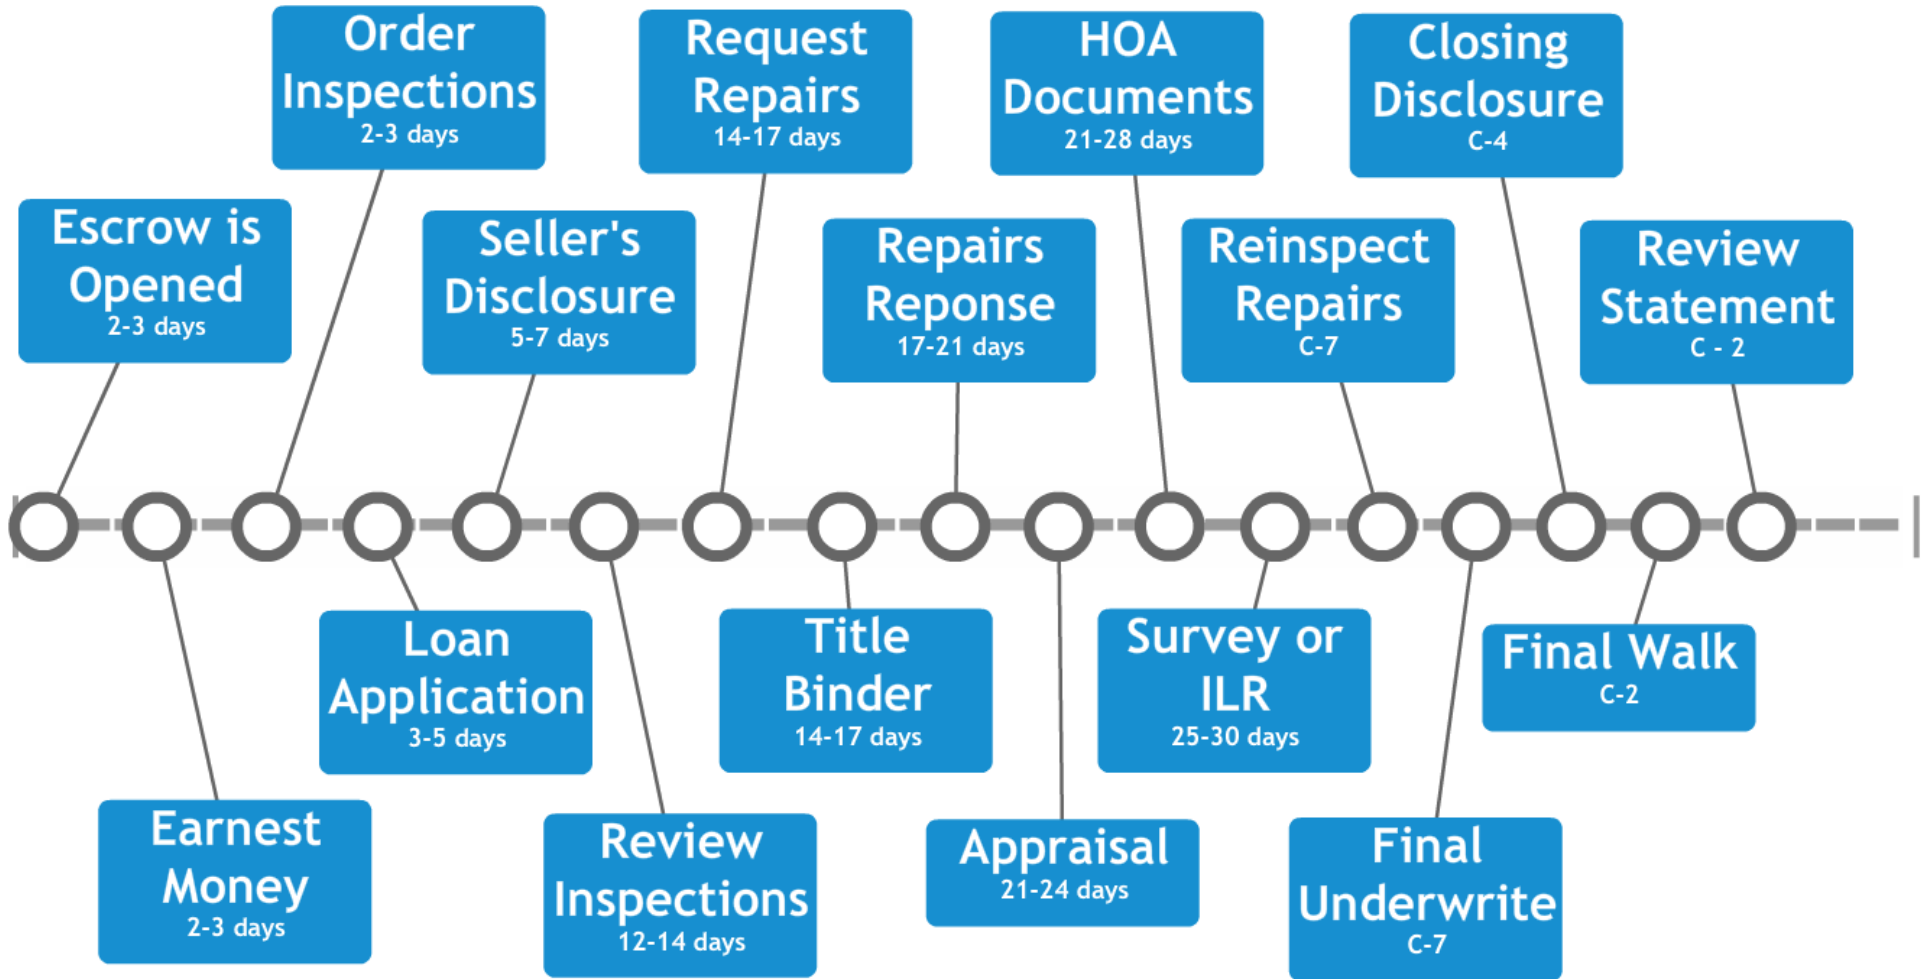 Escrow is
Opened
2-3 days
Earnest
Money
2-3 days
Order
Inspections
2-3 days
Loan
Application
3-5 days
Seller's
Disclosure
5-7 days
Review
Inspections
12-14 days
Request
Repairs
14-17 days
Title
Binder
14-17 days
Repairs
Reponse
17-21 days
Appraisal
21-24 days
HOA
Documents
21-28 days
Survey or
ILR
25-30 days
Reinspect
Repairs
C-7
Final
Underwrite
C-7
Closing
Disclosure
C-4
Final Walk
C-2
Review
Statement
C - 2